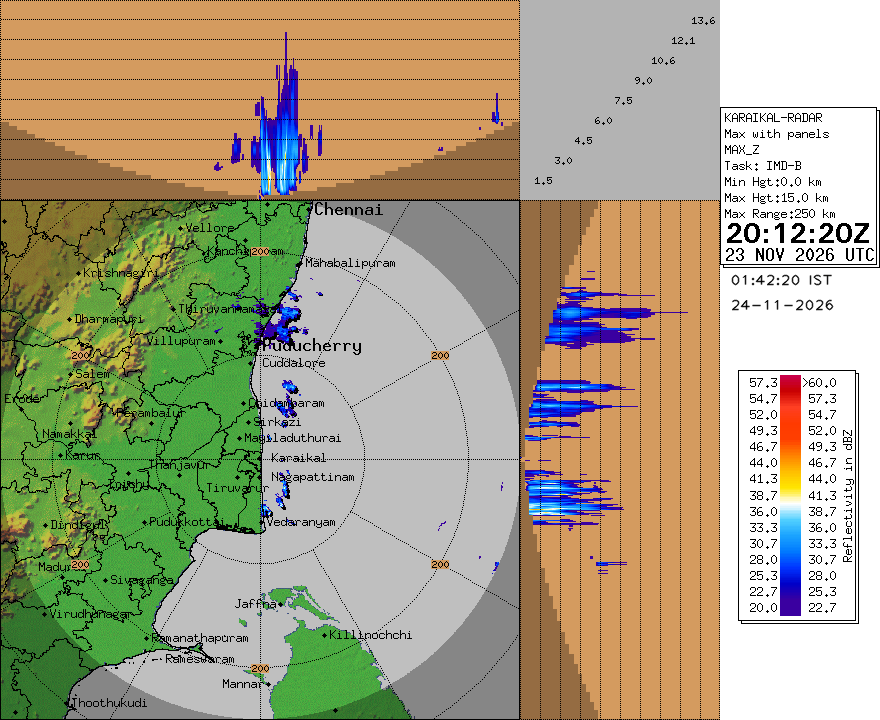 13.6
12.1
10.6
9.0
7.5
6.0
4.5
3.0
1.5
KARAIKAL-RADAR
Max with panels
MAX_Z
Task: IMD-B
Min Hgt:0.0 km
Max Hgt:15.0 km
Max Range:250 km
20:12:20Z
23 NOV 2026 UTC
01:42:20 IST
24-11-2026
Chennai
Vellore
200
Mahabalipuram
Krishnagiri
Dharmapuri
Villupuram
Puducherry
200
200
Cuddalore
Salem
Erode
Perambalur
Chidambaram
Sirkazi
Namakkal
Mayiladuthurai
Karur
Thanjavur
Karaikal
Nagapattinam
Tiruvarur
Dindigul
Pudukkottai
Vedaranyam
200
200
Sivaganga
Jaffna
Virudhunagar
Ramanathapuram
Killinochchi
Rameswaram
200
Mannar
Thoothukudi
57.3 >60.0
54.7 57.3
52.0 54.7
49.3 52.0
46.7 49.3
44.0 46.7
41.3 44.0
38.7 41.3
36.0 38.7
33.3 36.0
30.7 33.3
28.0 30.7
25.3 28.0
22.7 25.3
20.0 22.7
Reflectivity in dBZ